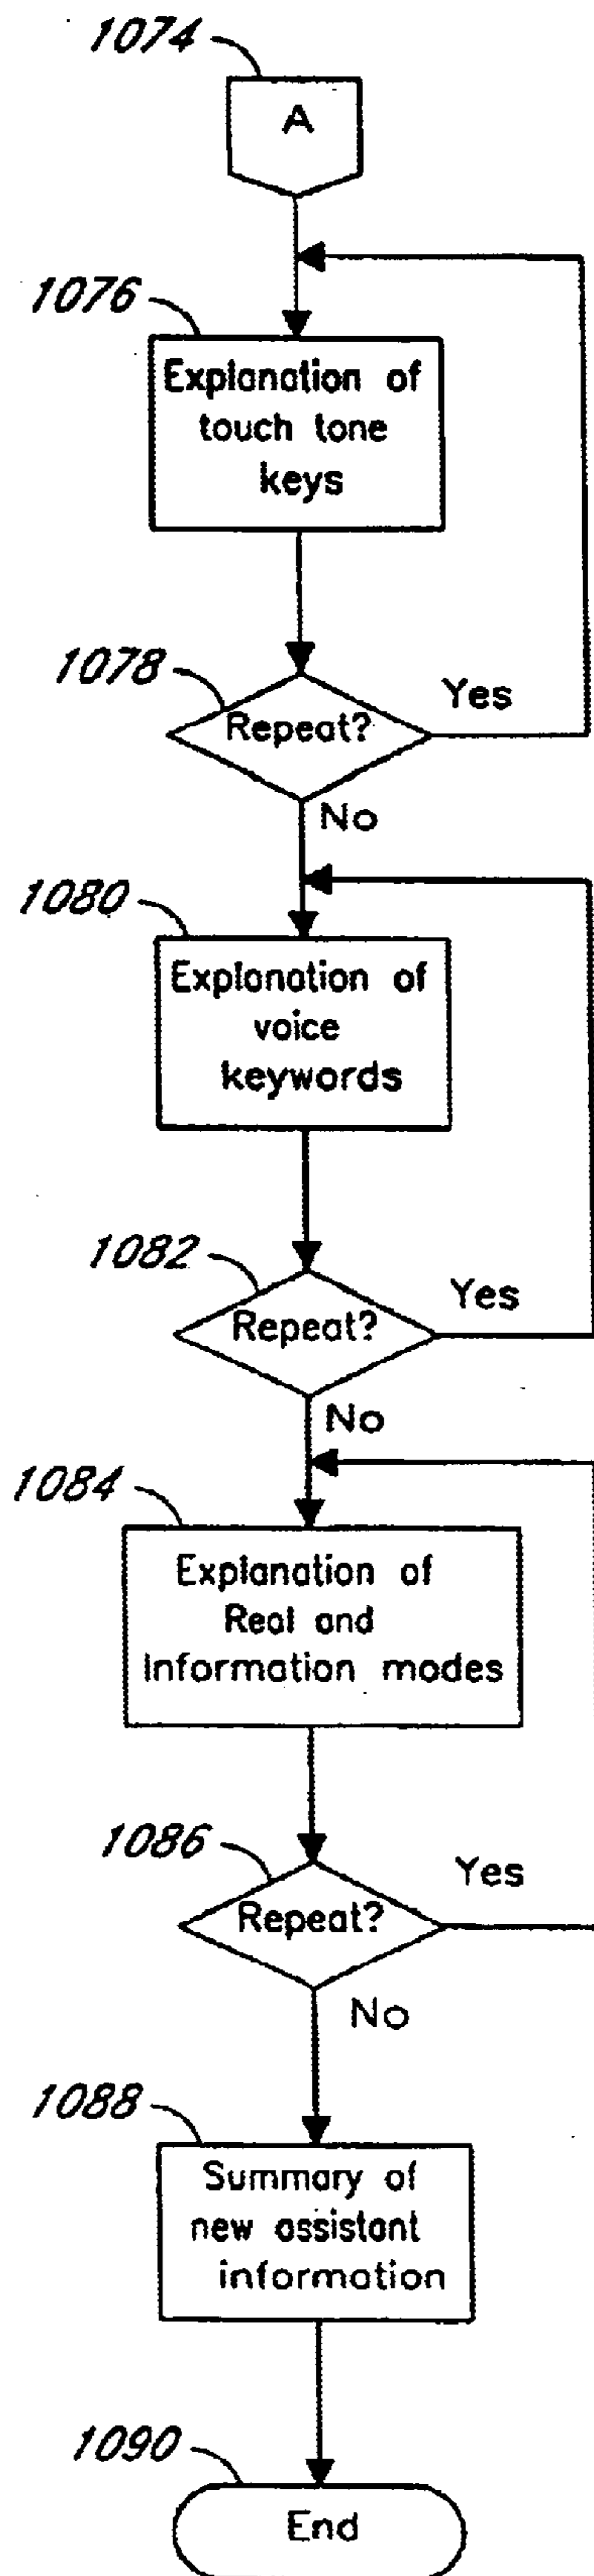 1074
A
1076
Explanation of
touch tone
keys
1078
Repeat?
Yes
No
1080
Explanation of
voice
keywords
1082
Repeat?
Yes
No
1084
Explanation of
Real and
Information modes
1086
Repeat?
Yes
No
1088
Summary of
new assistant
information
1090
End